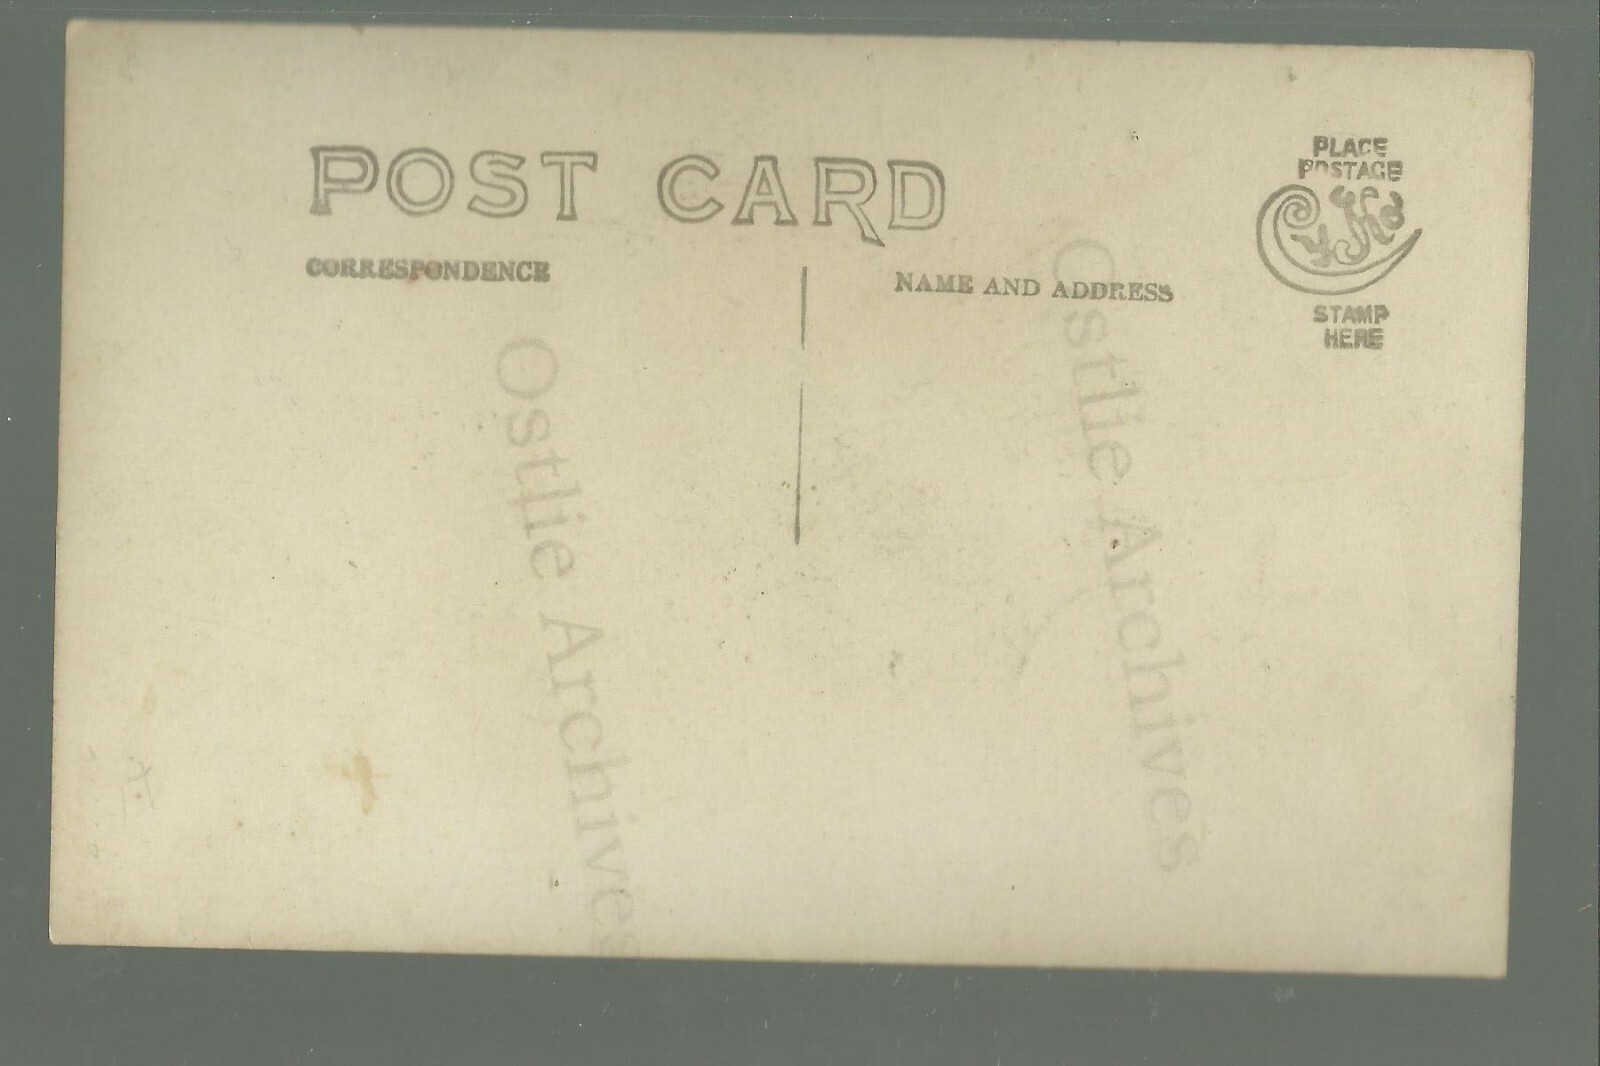 POST CARD
CORRESPONDENCE
NAME AND ADDRESS
PLACE
POSTAGE
STAMP
HERE
Ostlie Archives
Ostlie Archives